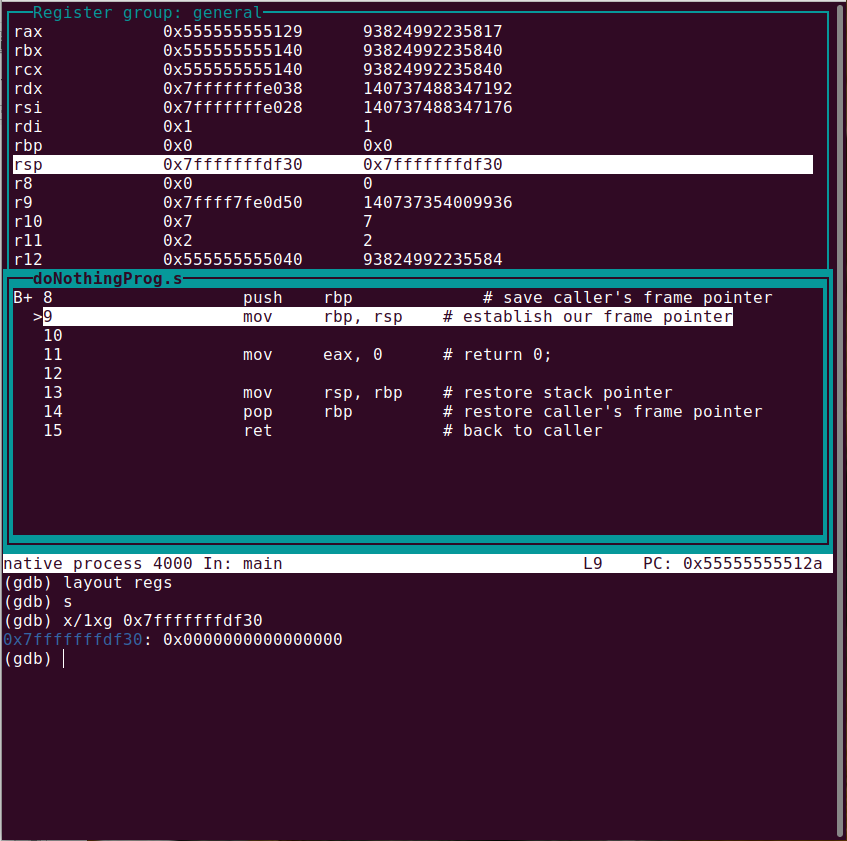 Register group: general
rax 0x555555555129 93824992235817
rbx 0x555555555140 93824992235840
rcx 0x555555555140 93824992235840
rdx 0x7fffffffe038 140737488347192
rsi 0x7fffffffe028 140737488347176
rdi 0x1 1
rbp 0x0 0x0
rsp 0x7fffffffdf30 0x7fffffffdf30
r8 0x0 0
r9 0x7ffff7fe0d50 140737354009936
r10 0x7 7
r11 0x2 2
r12 0x555555555040 93824992235584
doNothingProg.s
B+ 8 push rbp # save caller's frame pointer
>9 mov rbp, rsp # establish our frame pointer
10
11 mov eax, 0 # return 0;
12
13 mov rsp, rbp # restore stack pointer
14 pop rbp # restore caller's frame pointer
15 ret # back to caller
native process 4000 In: main L9 PC: 0x55555555512a
(gdb) layout regs
(gdb) s
(gdb) x/1xg 0x7fffffffdf30
0x7fffffffdf30: 0x0000000000000000
(gdb)